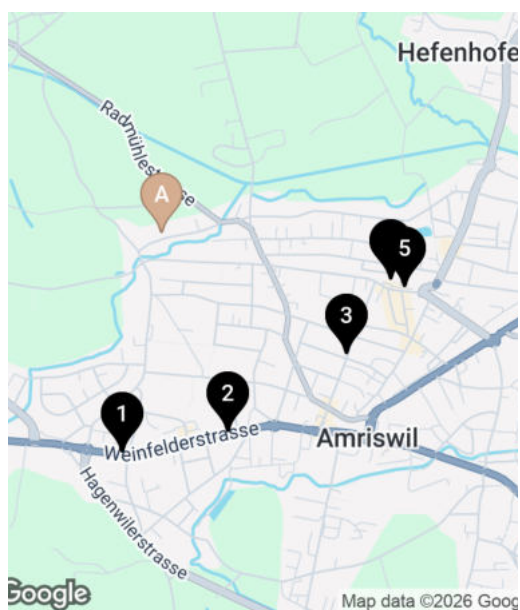 Hefenhofe
Radmühlestrasse
A
5
3
2
1
Weinfelderstrasse
Amriswil
Hagenwilerstrasse
Google
Map data ©2026 Goog